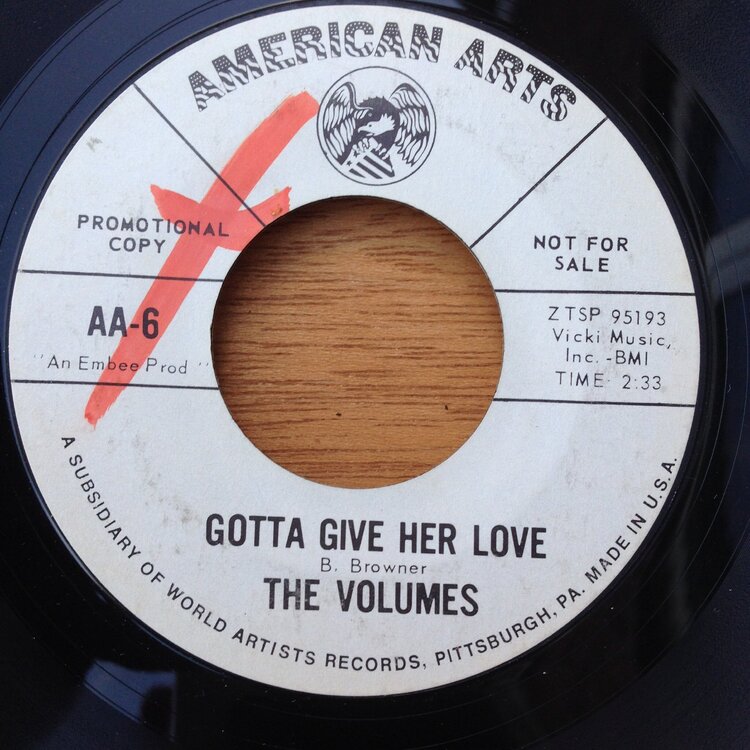 AMERICAN ARTS
PROMOTIONAL
COPY
NOT FOR
SALE
AA-6
"An Embee Prod"
ZTSP 95193
Vicki Music,
Inc.-BMI
TIME: 2:33
GOTTA GIVE HER LOVE
B. Browner
THE VOLUMES
A SUBSIDIARY OF WORLD ARTISTS RECORDS, PITTSBURGH, PA. MADE IN U.S.A.